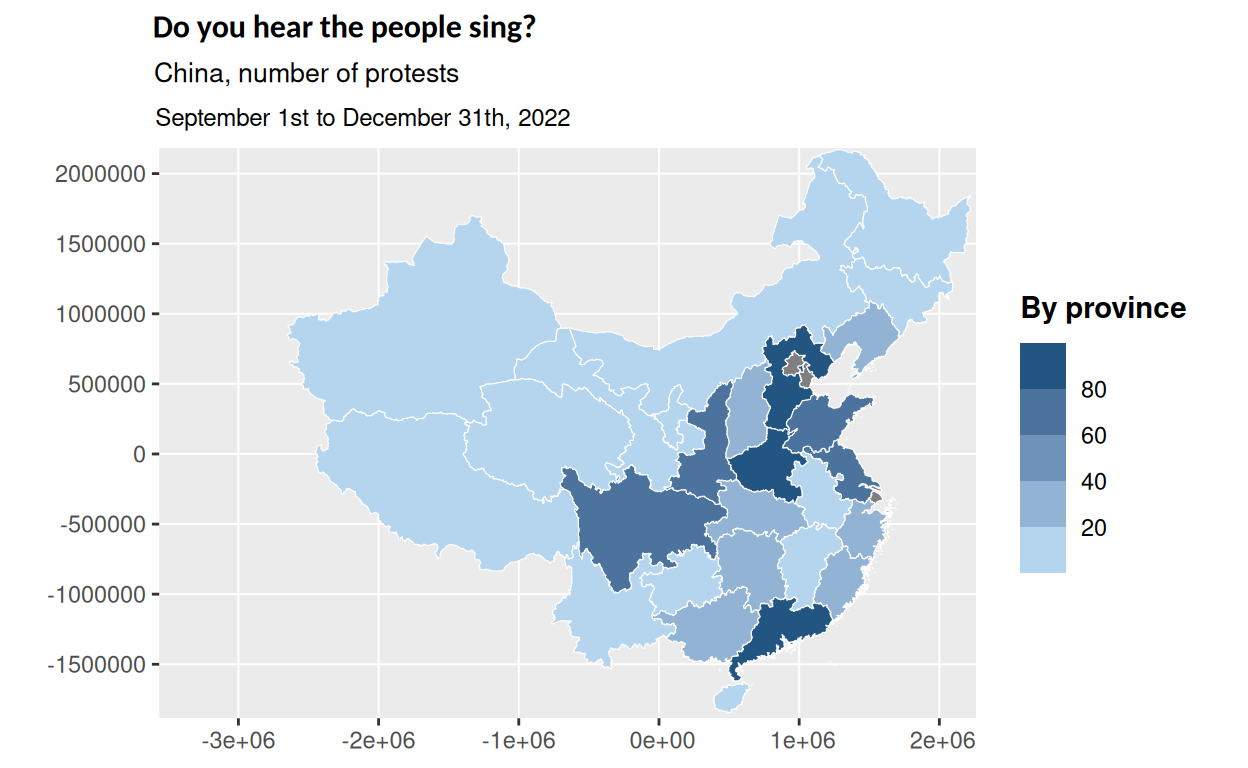 Do you hear the people sing?
China, number of protests
September 1st to December 31th, 2022
2000000
1500000
1000000
500000
0
-500000
-1000000
-1500000
-3e+06 -2e+06 -1e+06 0e+00 1e+06 2e+06
By province
80
60
40
20